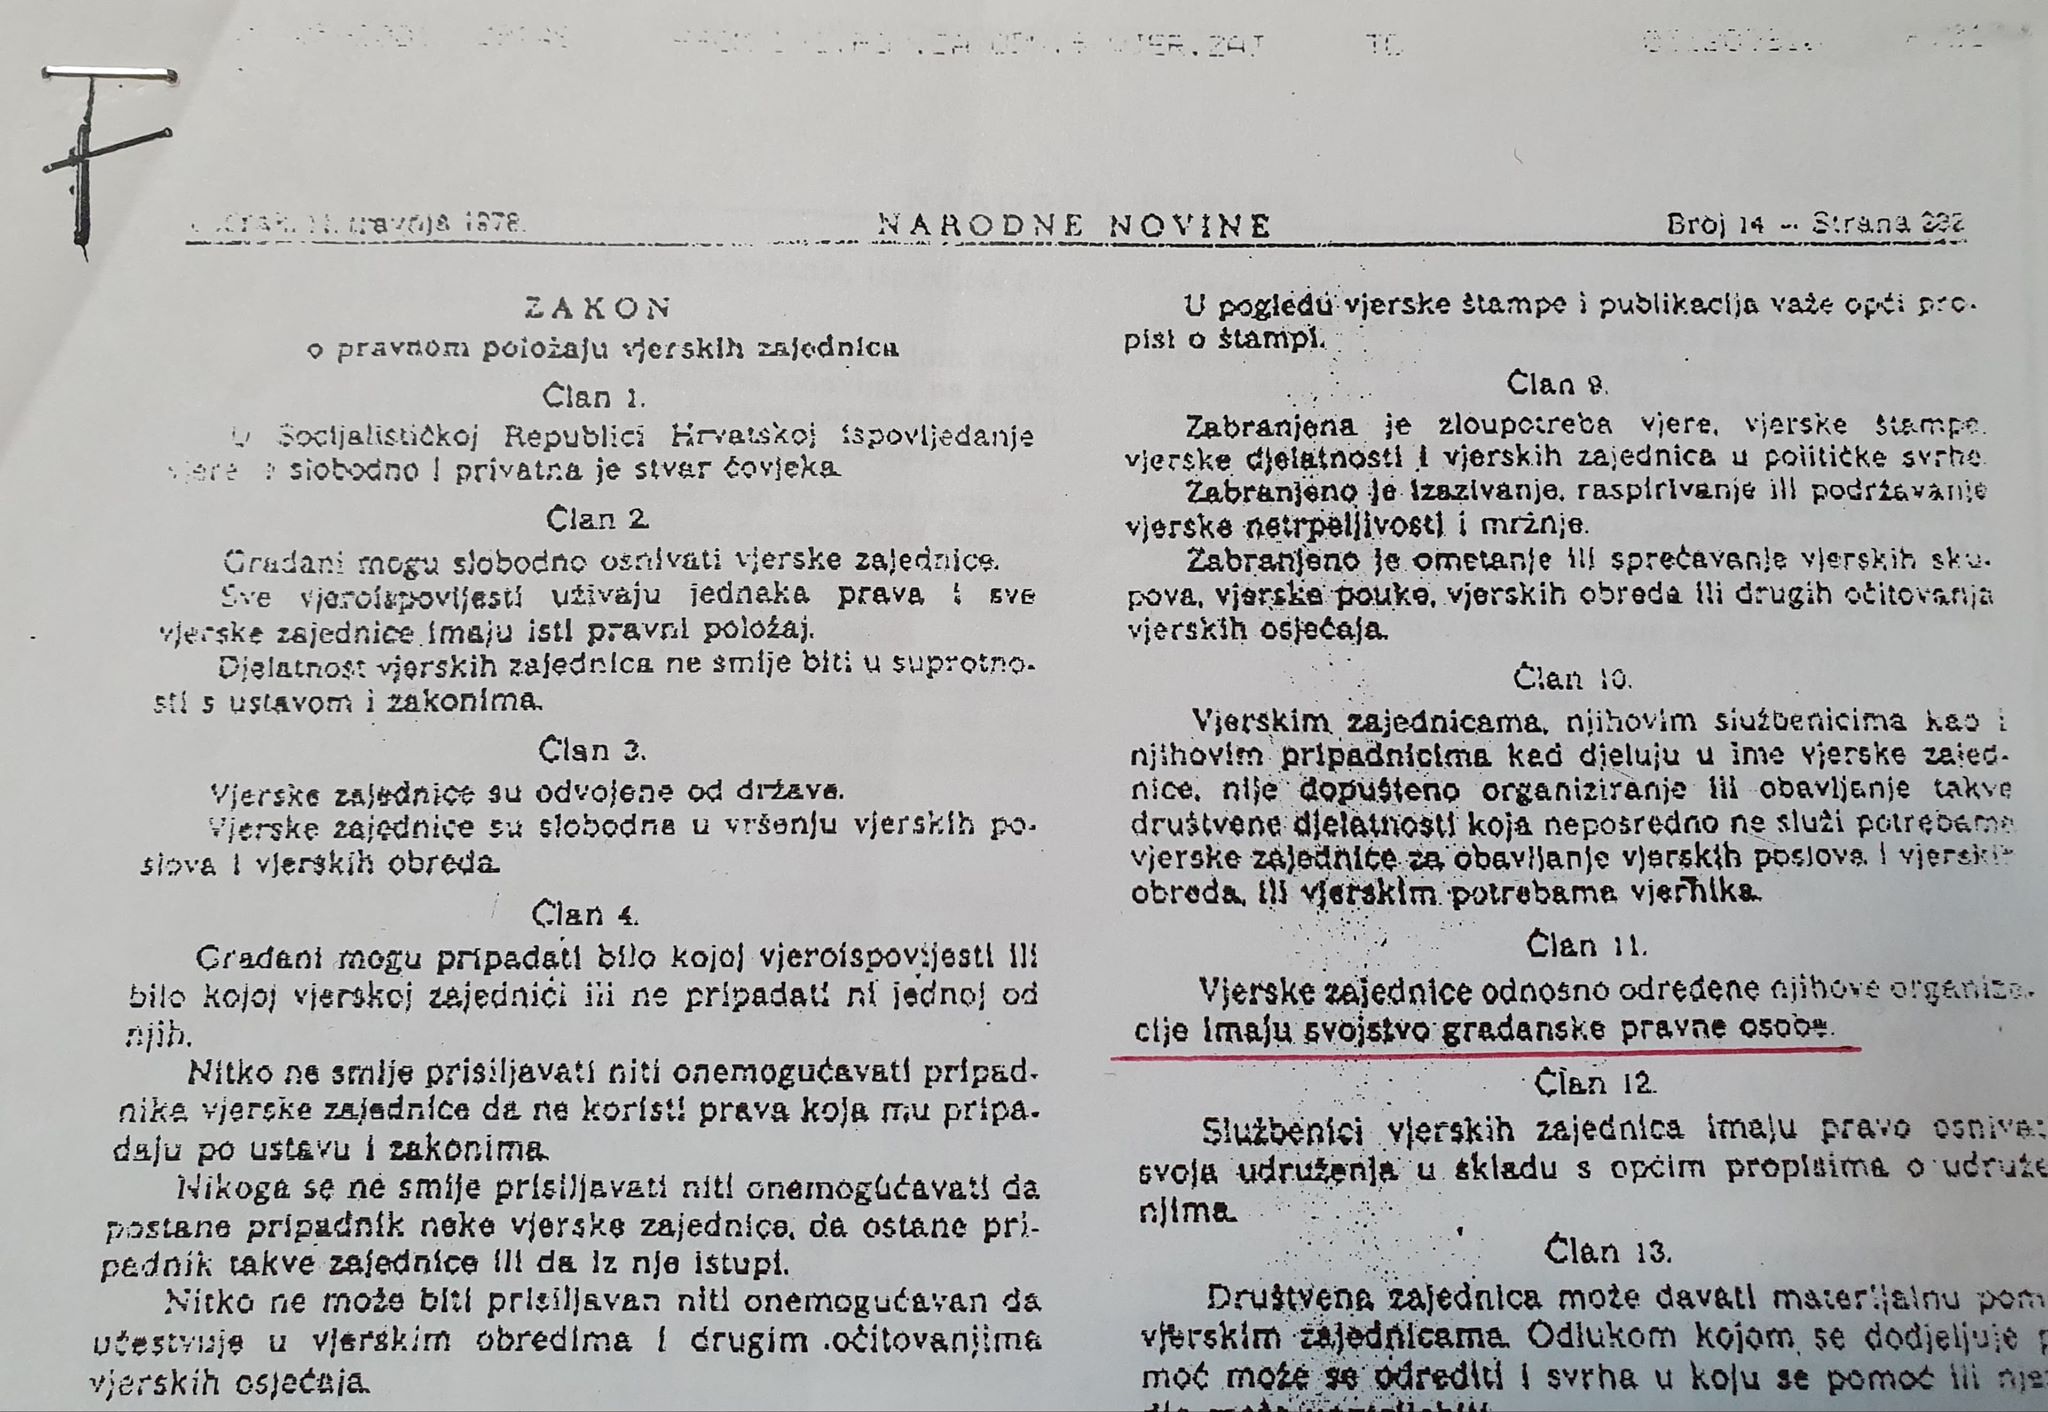 VJER.ZAJ TO
travnja 1978.
NARODNE NOVINE
Broj 14 — Strana
ZAKON
o pravnom položaju vjerskih zajednica
Član 1.
U Socijalističkoj Republici Hrvatskoj ispovijedanje
vjere slobodno i privatna je stvar čovjeka.
Član 2.
Građani mogu slobodno osnivati vjerske zajednice.
Sve vjeroispovijesti uživaju jednaka prava i sve
vjerske zajednice imaju isti pravni položaj.
Djelatnost vjerskih zajednica ne smije biti u suprotno-
sti s ustavom i zakonima.
Član 3.
Vjerske zajednice su odvojene od države.
Vjerske zajednice su slobodne u vršenju vjerskih po-
slova i vjerskih obreda.
Član 4.
Građani mogu pripadati bilo kojoj vjeroispovijesti ili
bilo kojoj vjerskoj zajednici ili ne pripadati ni jednoj od
njih.
Nitko ne smije prisiljavati niti onemogućavati pripad-
nika vjerske zajednice da ne koristi prava koja mu pripa-
daju po ustavu i zakonima.
Nikoga se ne smije prisiljavati niti onemogućavati da
postane pripadnik neke vjerske zajednice, da ostane pri-
padnik takve zajednice ili da iz nje istupi.
Nitko ne može biti prisiljavan niti onemogućavan da
učestvuje u vjerskim obredima i drugim očitovanjima
vjerskih osjećaja.
U pogledu vjerske štampe i publikacija važe opći pro-
pisi o štampi.
Član 9.
Zabranjena je zloupotreba vjere, vjerske štampe,
vjerske djelatnosti i vjerskih zajednica u političke svrhe.
Zabranjeno je izazivanje, raspirivanje ili podržavanje
vjerske netrpeljivosti i mržnje.
Zabranjeno je ometanje ili sprečavanje vjerskih sku-
pova, vjerske pouke, vjerskih obreda ili drugih očitovanja
vjerskih osjećaja.
Član 10.
Vjerskim zajednicama, njihovim službenicima kao i
njihovim pripadnicima kad djeluju u ime vjerske zajed-
nice, nije dopušteno organiziranje ili obavljanje takve
društvene djelatnosti koja neposredno ne služi potrebama
vjerske zajednice za obavljanje vjerskih poslova i vjerskih
obreda, ili vjerskim potrebama vjernika.
Član 11.
Vjerske zajednice odnosno određene njihove organiza-
cije imaju svojstvo građanske pravne osobe.
Član 12.
Službenici vjerskih zajednica imaju pravo osnivat
svoja udruženja u skladu s općim propisima o udruže
njima.
Član 13.
Društvena zajednica može davati materijalnu pom
vjerskim zajednicama. Odlukom kojom se dodjeljuje p
moć može se odrediti i svrha u koju se pomoć ili nje